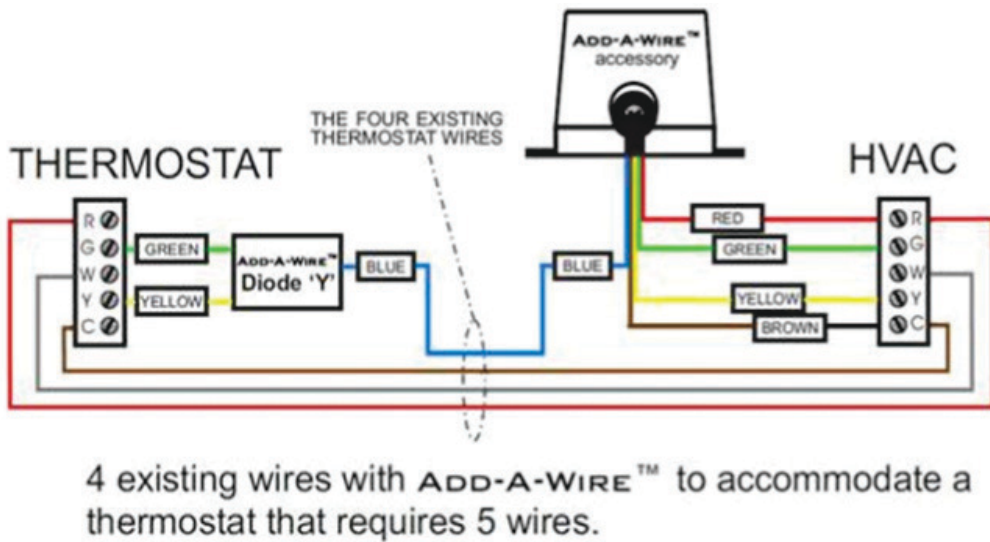 ADD-A-WIRE™
accessory
THE FOUR EXISTING
THERMOSTAT WIRES
THERMOSTAT
HVAC
R
G
W
Y
C
GREEN
YELLOW
ADD-A-WIRE™
Diode 'Y'
BLUE
BLUE
RED
GREEN
YELLOW
BROWN
R
G
W
Y
C
4 existing wires with ADD-A-WIRE™ to accommodate a
thermostat that requires 5 wires.